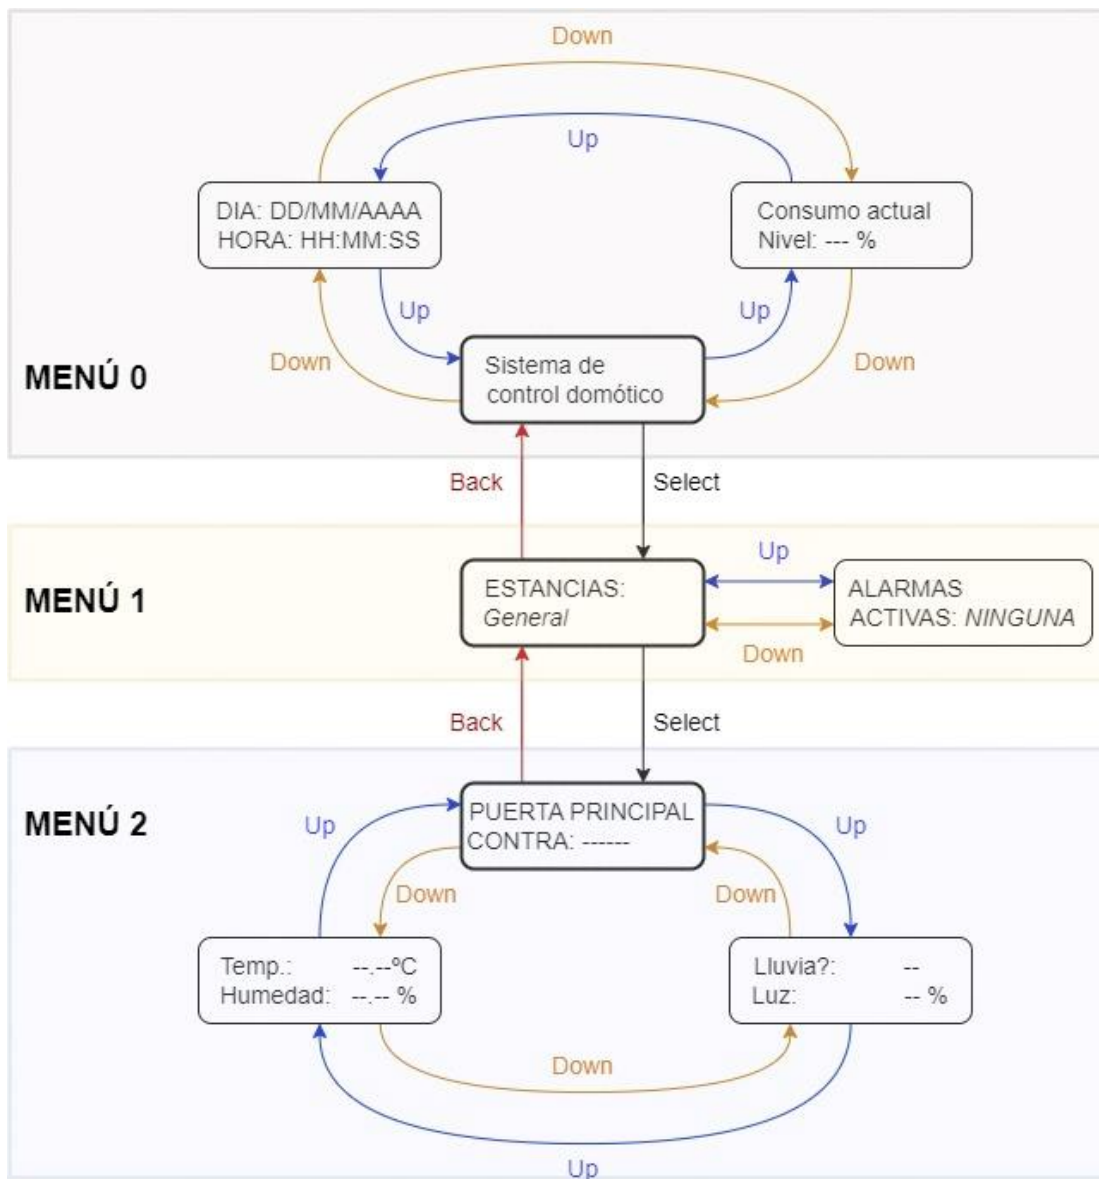 Down
Up
DIA: DD/MM/AAAA
HORA: HH:MM:SS
Consumo actual
Nivel: --- %
Up
Up
Down
Down
Sistema de
control domótico
MENÚ 0
Back
Select
MENÚ 1
ESTANCIAS:
General
Up
Down
ALARMAS
ACTIVAS: NINGUNA
Back
Select
MENÚ 2
PUERTA PRINCIPAL
CONTRA: ------
Up
Up
Down
Down
Temp.: --.--ºC
Humedad: --.-- %
Lluvia?: --
Luz: -- %
Down
Up